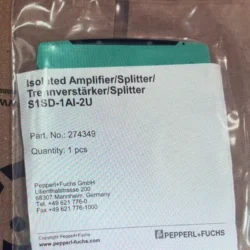 Isolated Amplifier/Splitter/
Trennverstärker/Splitter
S1SD-1AI-2U
Part. No.: 274349
Quantity: 1 pcs
Pepperl+Fuchs GmbH
Lilienthalstrasse 200
68307 Mannheim, Germany
Tel. +49 621 776-0
Fax +49 621 776-1000
www.pepperl-fuchs.com
PEPPERL+FUCHS